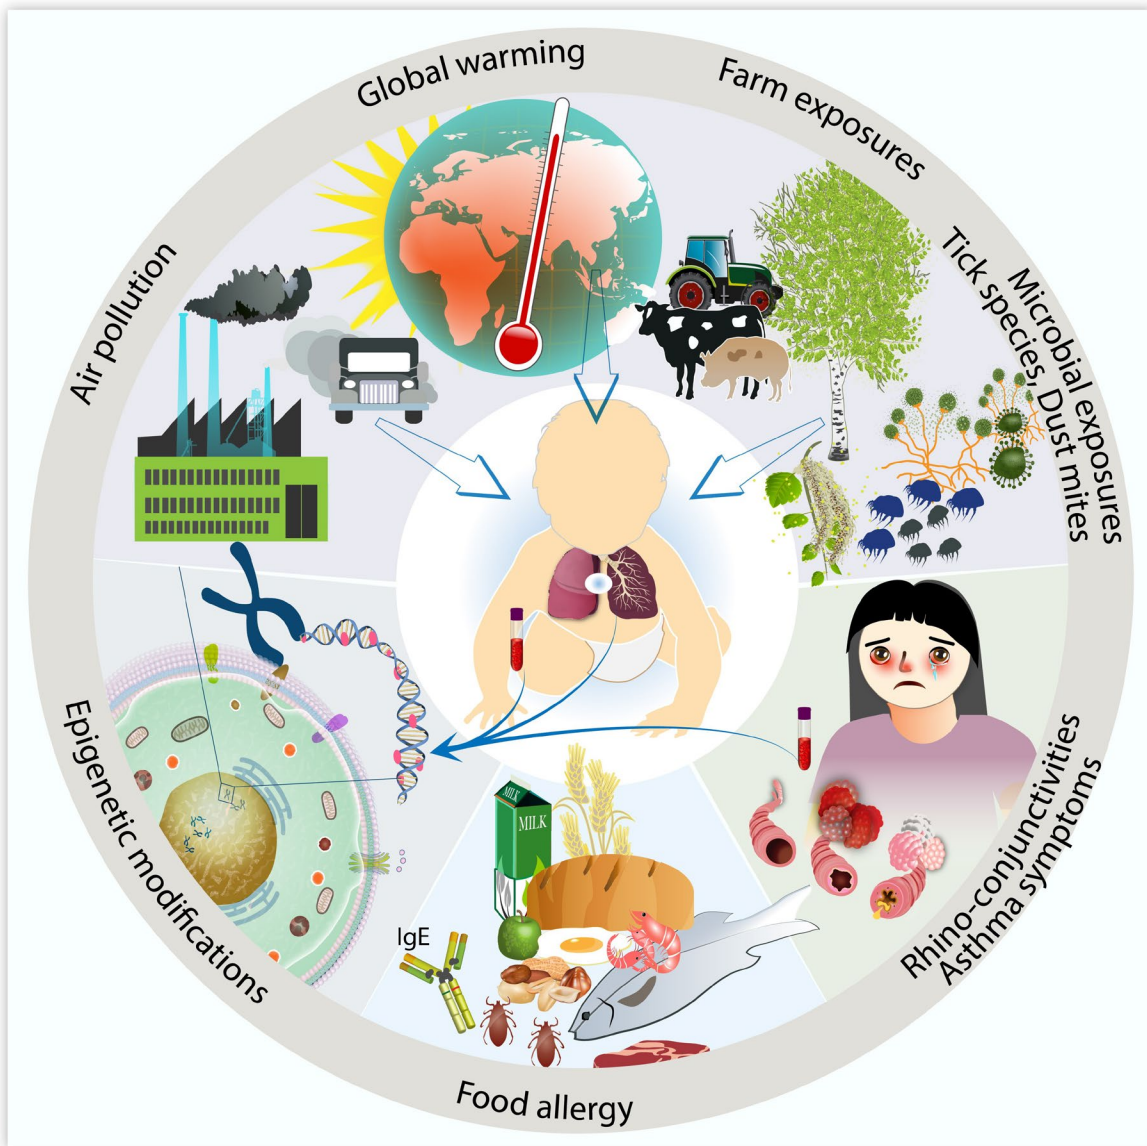 Global warming
Farm exposures
Air pollution
Microbial exposures
Tick species, Dust mites
Epigenetic modifications
Rhino-conjunctivities
Asthma symptoms
MILK
MILK
IgE
Food allergy